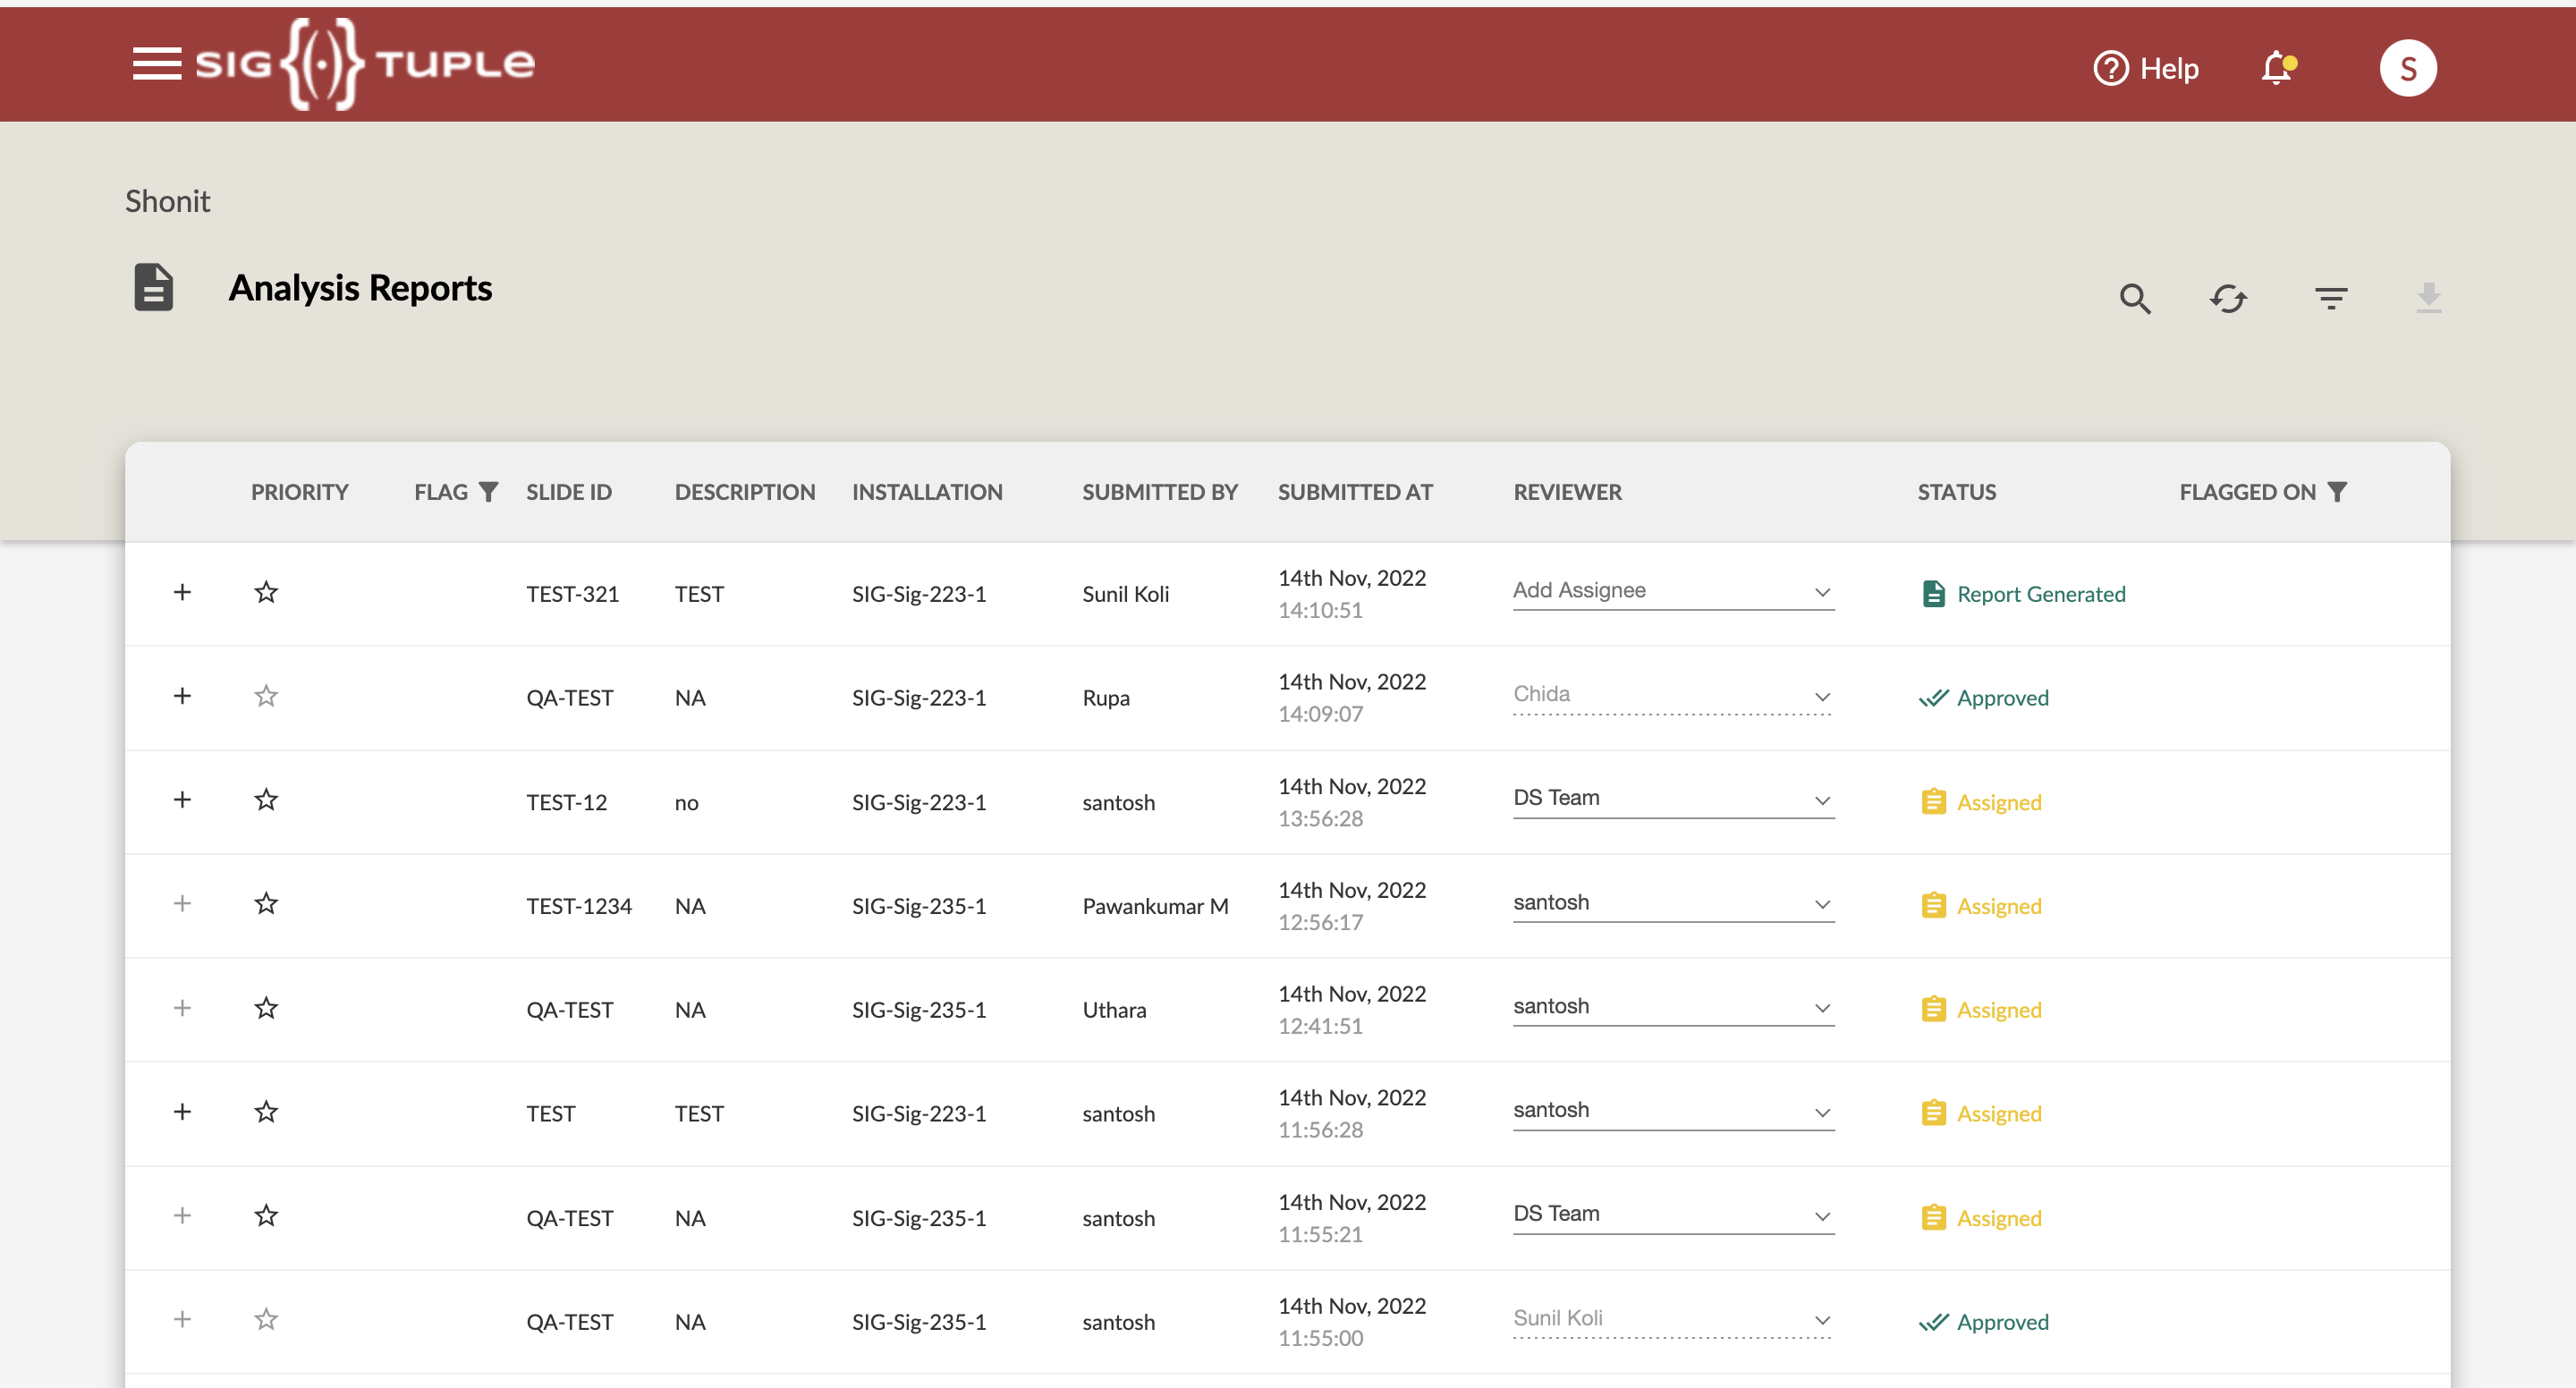 SIG{(·)}TUPLE
Help
S
Shonit
Analysis Reports
PRIORITY FLAG SLIDE ID DESCRIPTION INSTALLATION SUBMITTED BY SUBMITTED AT REVIEWER STATUS FLAGGED ON
TEST-321 TEST SIG-Sig-223-1 Sunil Koli 14th Nov, 2022 Add Assignee Report Generated
14:10:51
QA-TEST NA SIG-Sig-223-1 Rupa 14th Nov, 2022 Chida Approved
14:09:07
TEST-12 no SIG-Sig-223-1 santosh 14th Nov, 2022 DS Team Assigned
13:56:28
TEST-1234 NA SIG-Sig-235-1 Pawankumar M 14th Nov, 2022 santosh Assigned
12:56:17
QA-TEST NA SIG-Sig-235-1 Uthara 14th Nov, 2022 santosh Assigned
12:41:51
TEST TEST SIG-Sig-223-1 santosh 14th Nov, 2022 santosh Assigned
11:56:28
QA-TEST NA SIG-Sig-235-1 santosh 14th Nov, 2022 DS Team Assigned
11:55:21
QA-TEST NA SIG-Sig-235-1 santosh 14th Nov, 2022 Sunil Koli Approved
11:55:00